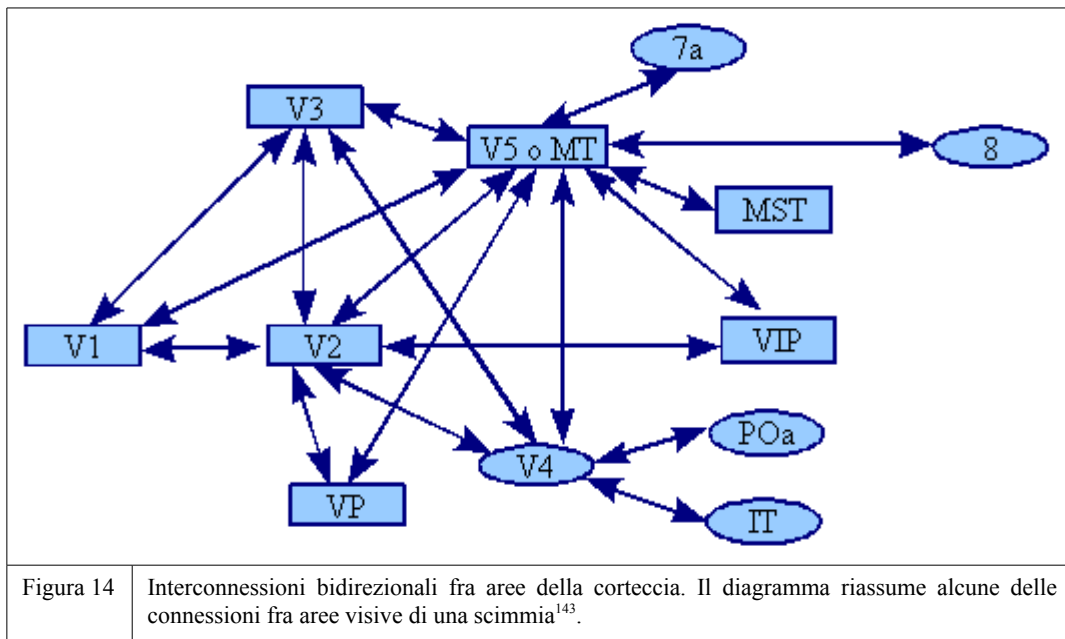 7a
V3
V5 o MT
8
MST
V1
V2
VIP
POa
V4
VP
IT
Figura 14
Interconnessioni bidirezionali fra aree della corteccia. Il diagramma riassume alcune delle
connessioni fra aree visive di una scimmia¹⁴³.